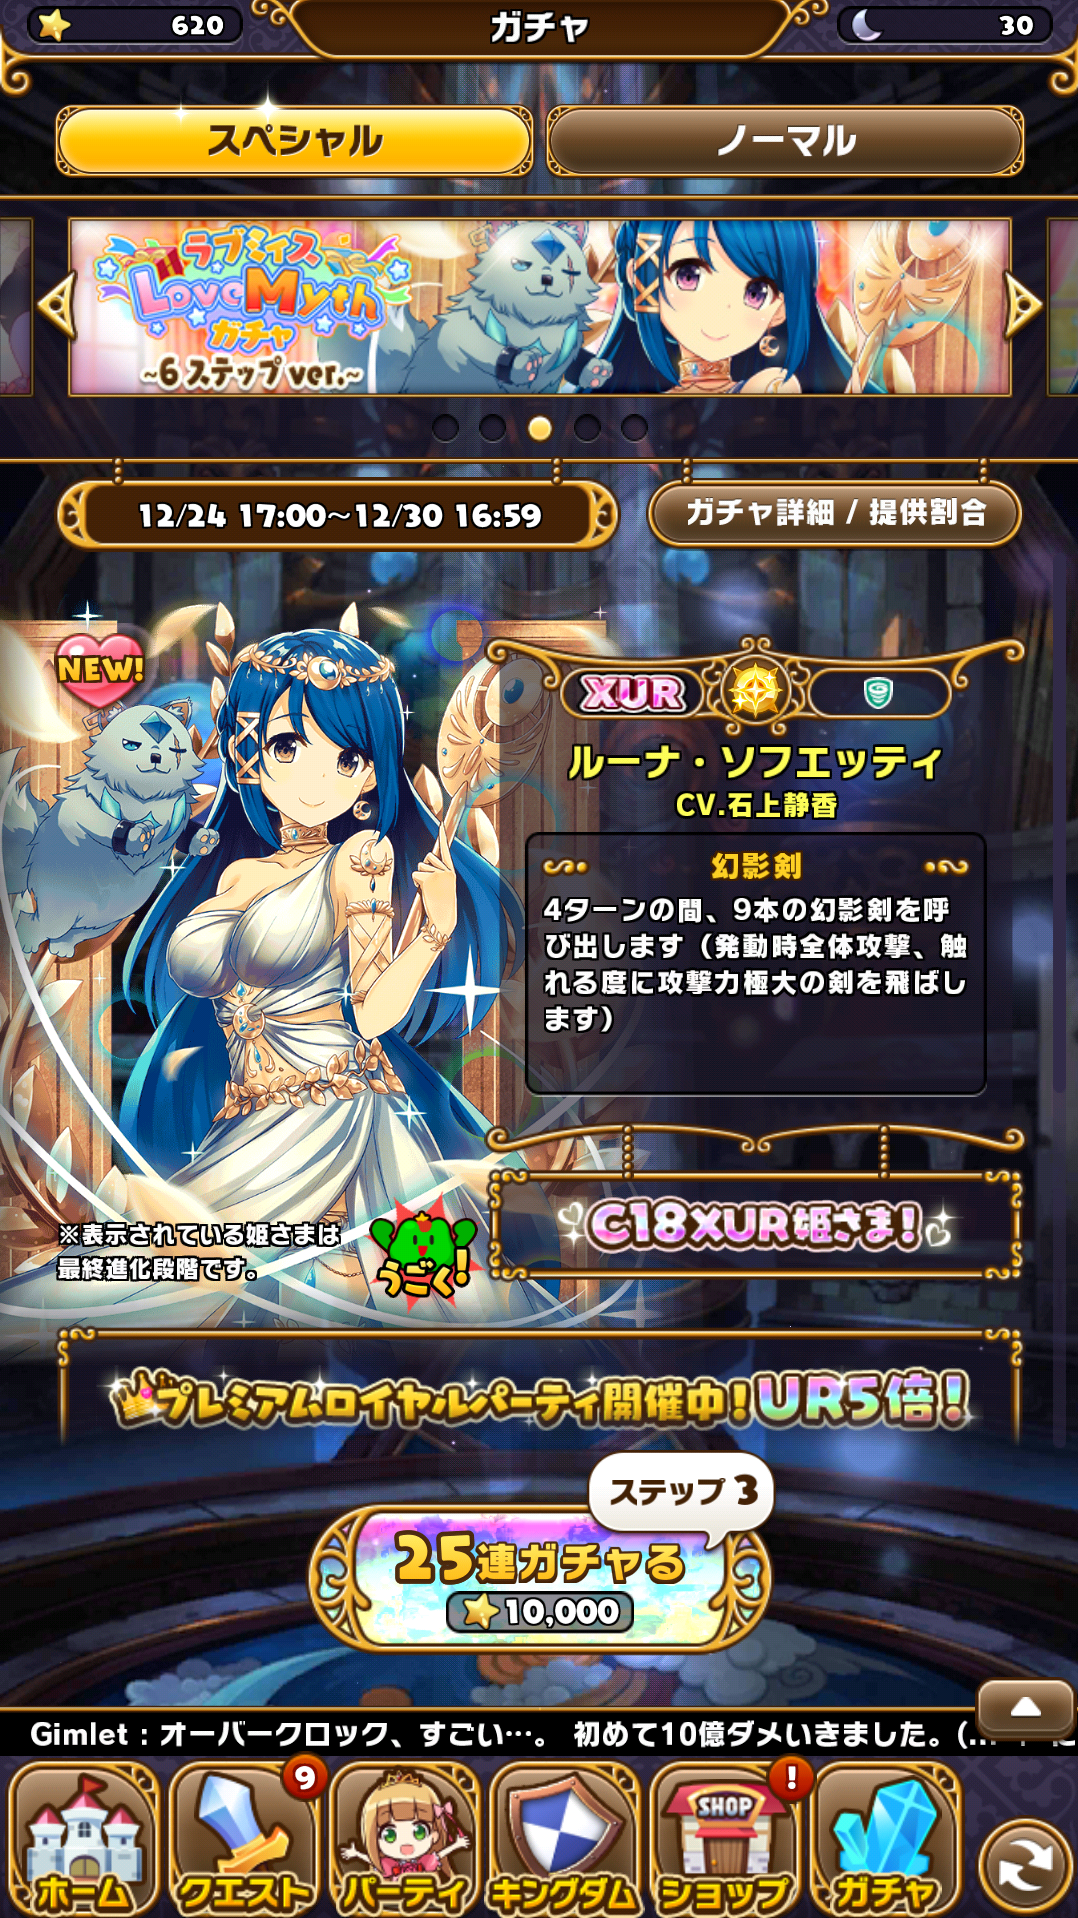 620
ガチャ
30
スペシャル
ノーマル
ラブミィス
LoveMyth
ガチャ
~6ステップver.~
12/24 17:00～12/30 16:59
ガチャ詳細 / 提供割合
NEW!
XUR
ルーナ・ソフエッティ
CV.石上静香
幻影剣
4ターンの間、9本の幻影剣を呼
び出します（発動時全体攻撃、触
れる度に攻撃力極大の剣を飛ばし
ます）
C18XUR姫さま!
※表示されている姫さまは
最終進化段階です。
うごく!
プレミアムロイヤルパーティ開催中!UR5倍!
ステップ 3
25連ガチャる
10,000
Gimlet：オーバークロック、すごい…。 初めて10億ダメいきました。(...
9
!
SHOP
ホーム
クエスト
パーティ
キングダム
ショップ
ガチャ